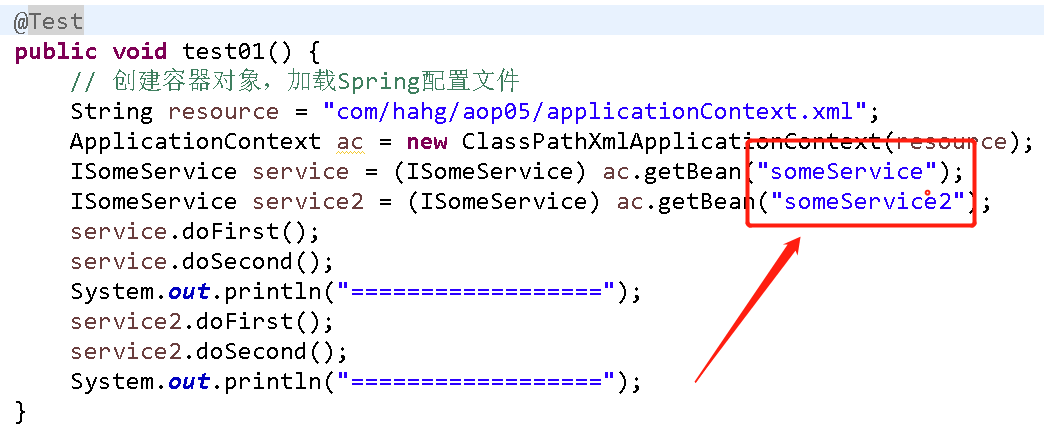 @Test
public void test01() {
    // 创建容器对象，加载Spring配置文件
    String resource = "com/hahg/aop05/applicationContext.xml";
    ApplicationContext ac = new ClassPathXmlApplicationContext(resource);
    ISomeService service = (ISomeService) ac.getBean("someService");
    ISomeService service2 = (ISomeService) ac.getBean("someService2");
    service.doFirst();
    service.doSecond();
    System.out.println("==================");
    service2.doFirst();
    service2.doSecond();
    System.out.println("==================");
}